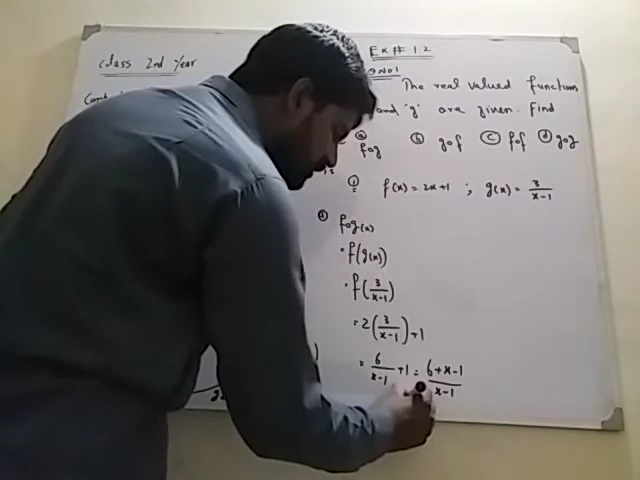 Class 2nd Year
Ex # 1.2
Q No 1
The real valued functions
and 'g' are given. Find
(a) fog (b) gof (c) fof (d) gog
(i) f(x) = 2x+1 ; g(x) = 3/(x-1)
(a) fog(x)
= f(g(x))
= f(3/(x-1))
= 2(3/(x-1)) + 1
= 6/(x-1) + 1 = (6+x-1)/(x-1)